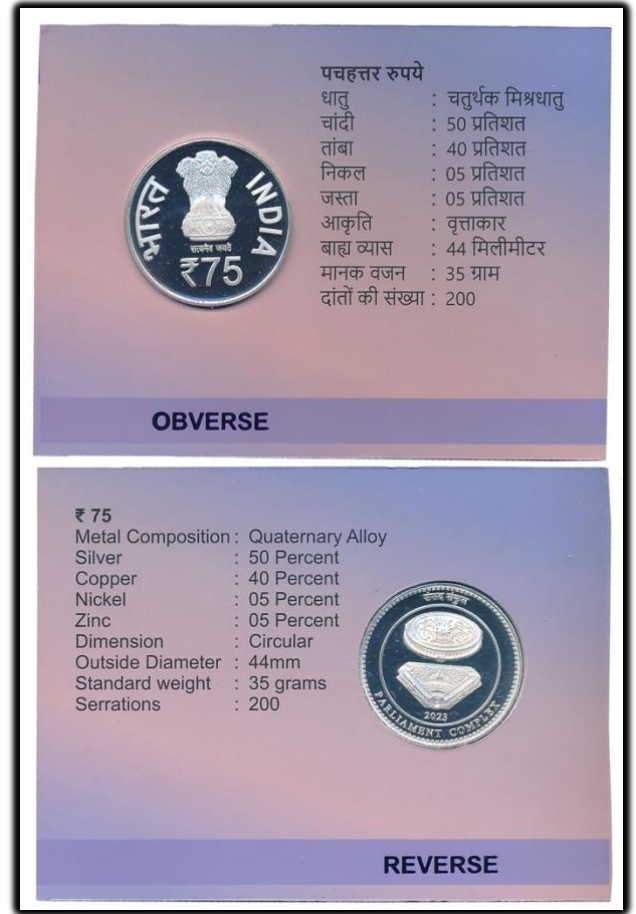 भारत
INDIA
सत्यमेव जयते
₹75
पचहत्तर रुपये
धातु : चतुर्थक मिश्रधातु
चांदी : 50 प्रतिशत
तांबा : 40 प्रतिशत
निकल : 05 प्रतिशत
जस्ता : 05 प्रतिशत
आकृति : वृत्ताकार
बाह्य व्यास : 44 मिलीमीटर
मानक वजन : 35 ग्राम
दांतों की संख्या : 200
OBVERSE
₹ 75
Metal Composition : Quaternary Alloy
Silver : 50 Percent
Copper : 40 Percent
Nickel : 05 Percent
Zinc : 05 Percent
Dimension : Circular
Outside Diameter : 44mm
Standard weight : 35 grams
Serrations : 200
संसद संकुल
2023
PARLIAMENT COMPLEX
REVERSE